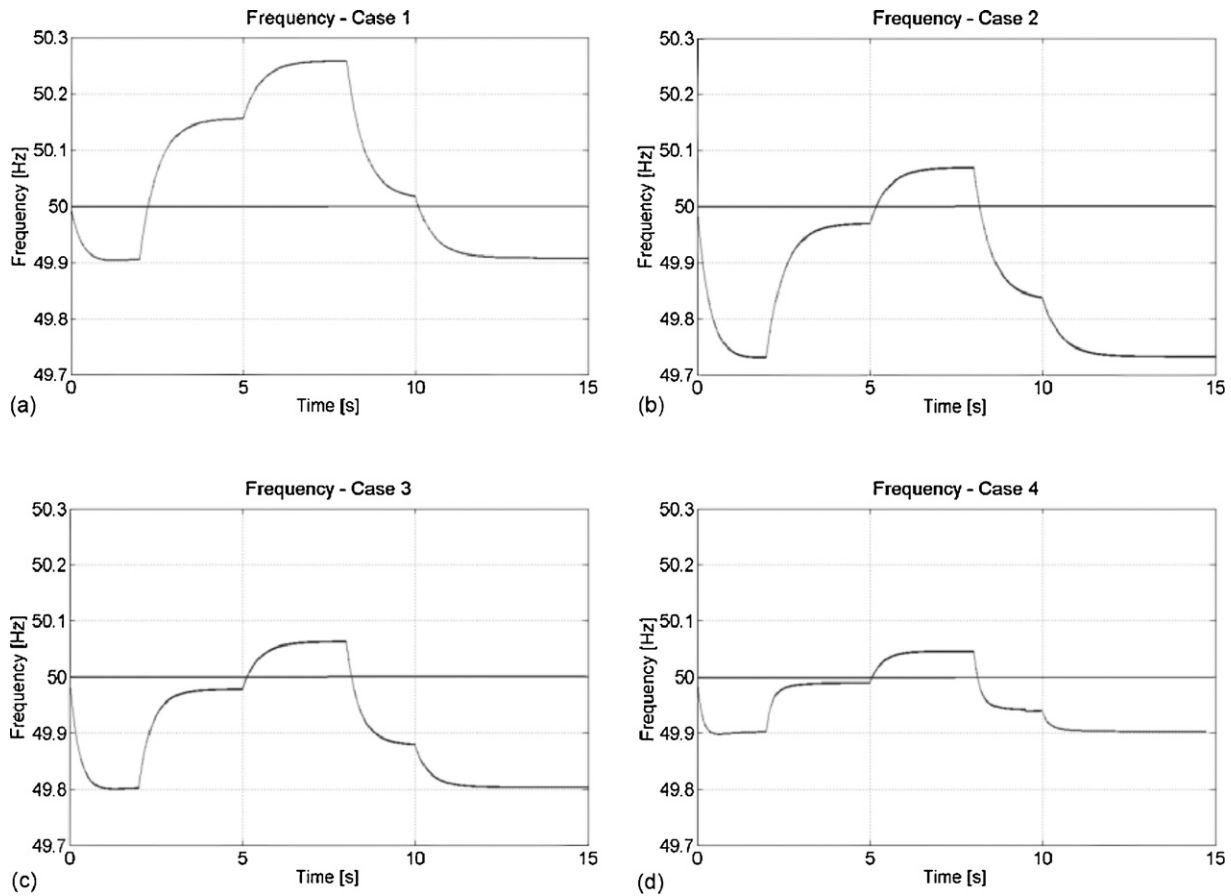 Frequency - Case 1
50.3
50.2
50.1
50
49.9
49.8
49.7
Frequency [Hz]
0
5
10
15
Time [s]
(a)
Frequency - Case 2
50.3
50.2
50.1
50
49.9
49.8
49.7
Frequency [Hz]
0
5
10
15
Time [s]
(b)
Frequency - Case 3
50.3
50.2
50.1
50
49.9
49.8
49.7
Frequency [Hz]
0
5
10
15
Time [s]
(c)
Frequency - Case 4
50.3
50.2
50.1
50
49.9
49.8
49.7
Frequency [Hz]
0
5
10
15
Time [s]
(d)